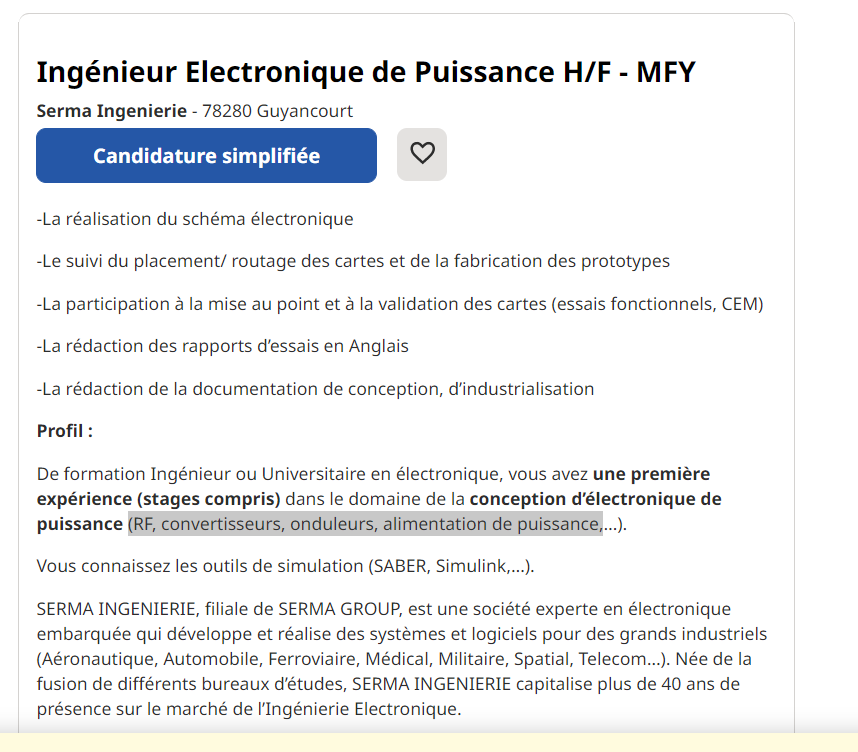 Ingénieur Electronique de Puissance H/F - MFY
Serma Ingenierie - 78280 Guyancourt
Candidature simplifiée
-La réalisation du schéma électronique
-Le suivi du placement/ routage des cartes et de la fabrication des prototypes
-La participation à la mise au point et à la validation des cartes (essais fonctionnels, CEM)
-La rédaction des rapports d’essais en Anglais
-La rédaction de la documentation de conception, d’industrialisation
Profil :
De formation Ingénieur ou Universitaire en électronique, vous avez une première
expérience (stages compris) dans le domaine de la conception d’électronique de
puissance (RF, convertisseurs, onduleurs, alimentation de puissance,...).
Vous connaissez les outils de simulation (SABER, Simulink,...).
SERMA INGENIERIE, filiale de SERMA GROUP, est une société experte en électronique
embarquée qui développe et réalise des systèmes et logiciels pour des grands industriels
(Aéronautique, Automobile, Ferroviaire, Médical, Militaire, Spatial, Telecom...). Née de la
fusion de différents bureaux d’études, SERMA INGENIERIE capitalise plus de 40 ans de
présence sur le marché de l’Ingénierie Electronique.